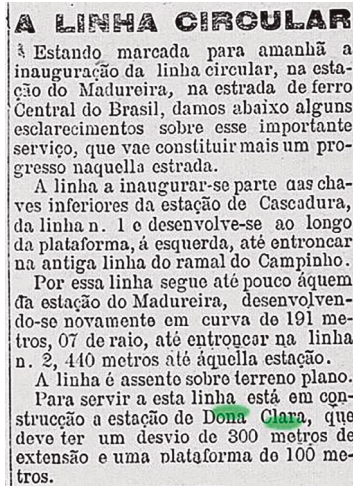 A LINHA CIRCULAR
Estando marcada para amanhã a
inauguração da linha circular, na esta-
ção do Madureira, na estrada de ferro
Central do Brasil, damos abaixo alguns
esclarecimentos sobre esse importante
serviço, que vae constituir mais um pro-
gresso naquella estrada.
A linha a inaugurar-se parte das cha-
ves inferiores da estação de Cascadura,
da linha n. 1 e desenvolve-se ao longo
da plataforma, á esquerda, até entroncar
na antiga linha do ramal do Campinho.
Por essa linha segue até pouco áquem
da estação do Madureira, desenvolven-
do-se novamente em curva de 191 me-
tros, 07 de raio, até entroncar na linha
n. 2, 440 metros até áquella estação.
A linha é assente sobre terreno plano.
Para servir a esta linha está em con-
strucção a estação de Dona Clara, que
deve ter um desvio de 300 metros de
extensão e uma plataforma de 100 me-
tros.